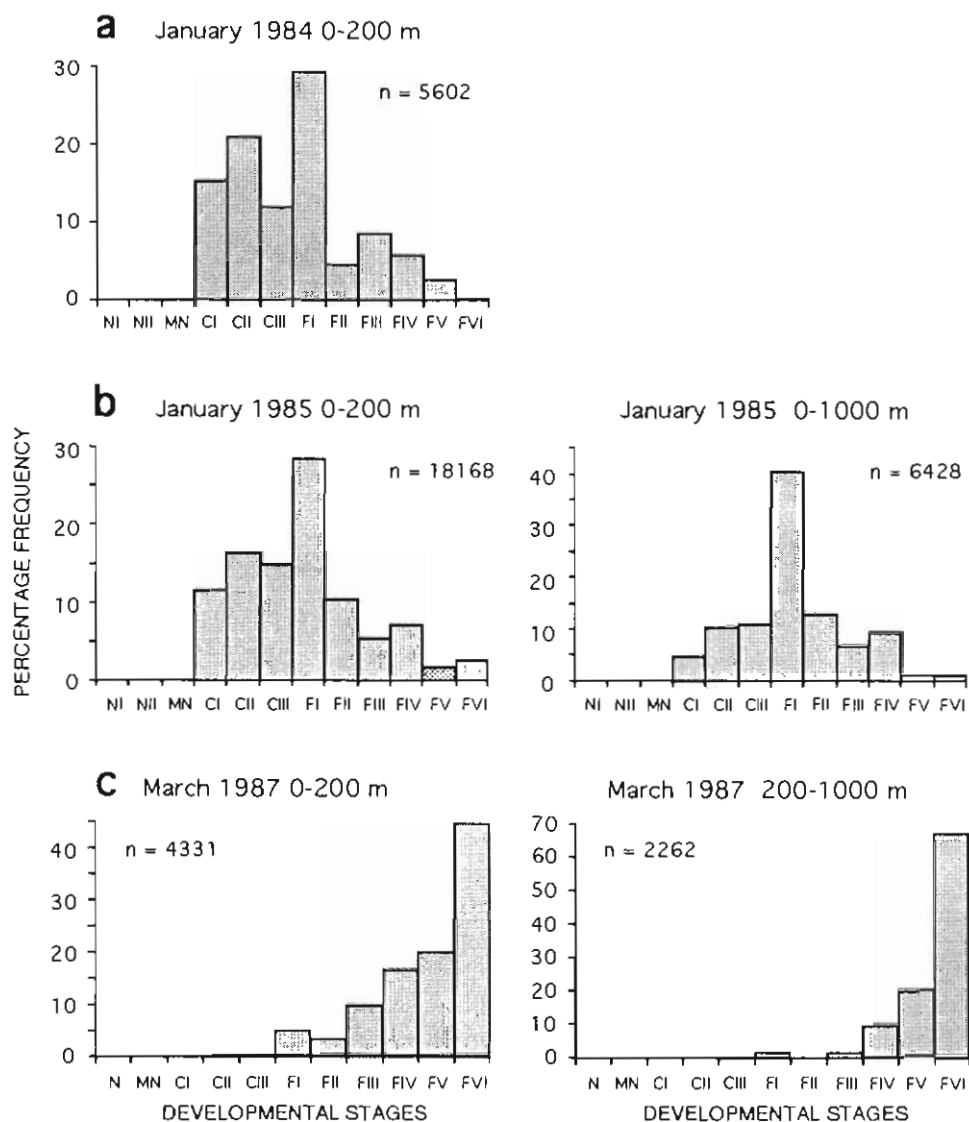 a January 1984 0-200 m
30
20
10
0
n = 5602
NI NII MN CI CII CIII FI FII FIII FIV FV FVI
b January 1985 0-200 m
30
20
10
0
n = 18168
NI NII MN CI CII CIII FI FII FIII FIV FV FVI
January 1985 0-1000 m
40
30
20
10
0
n = 6428
NI NII MN CI CII CIII FI FII FIII FIV FV FVI
PERCENTAGE FREQUENCY
c March 1987 0-200 m
40
30
20
10
0
n = 4331
N MN CI CII CIII FI FII FIII FIV FV FVI
DEVELOPMENTAL STAGES
March 1987 200-1000 m
70
60
50
40
30
20
10
0
n = 2262
N MN CI CII CIII FI FII FIII FIV FV FVI
DEVELOPMENTAL STAGES